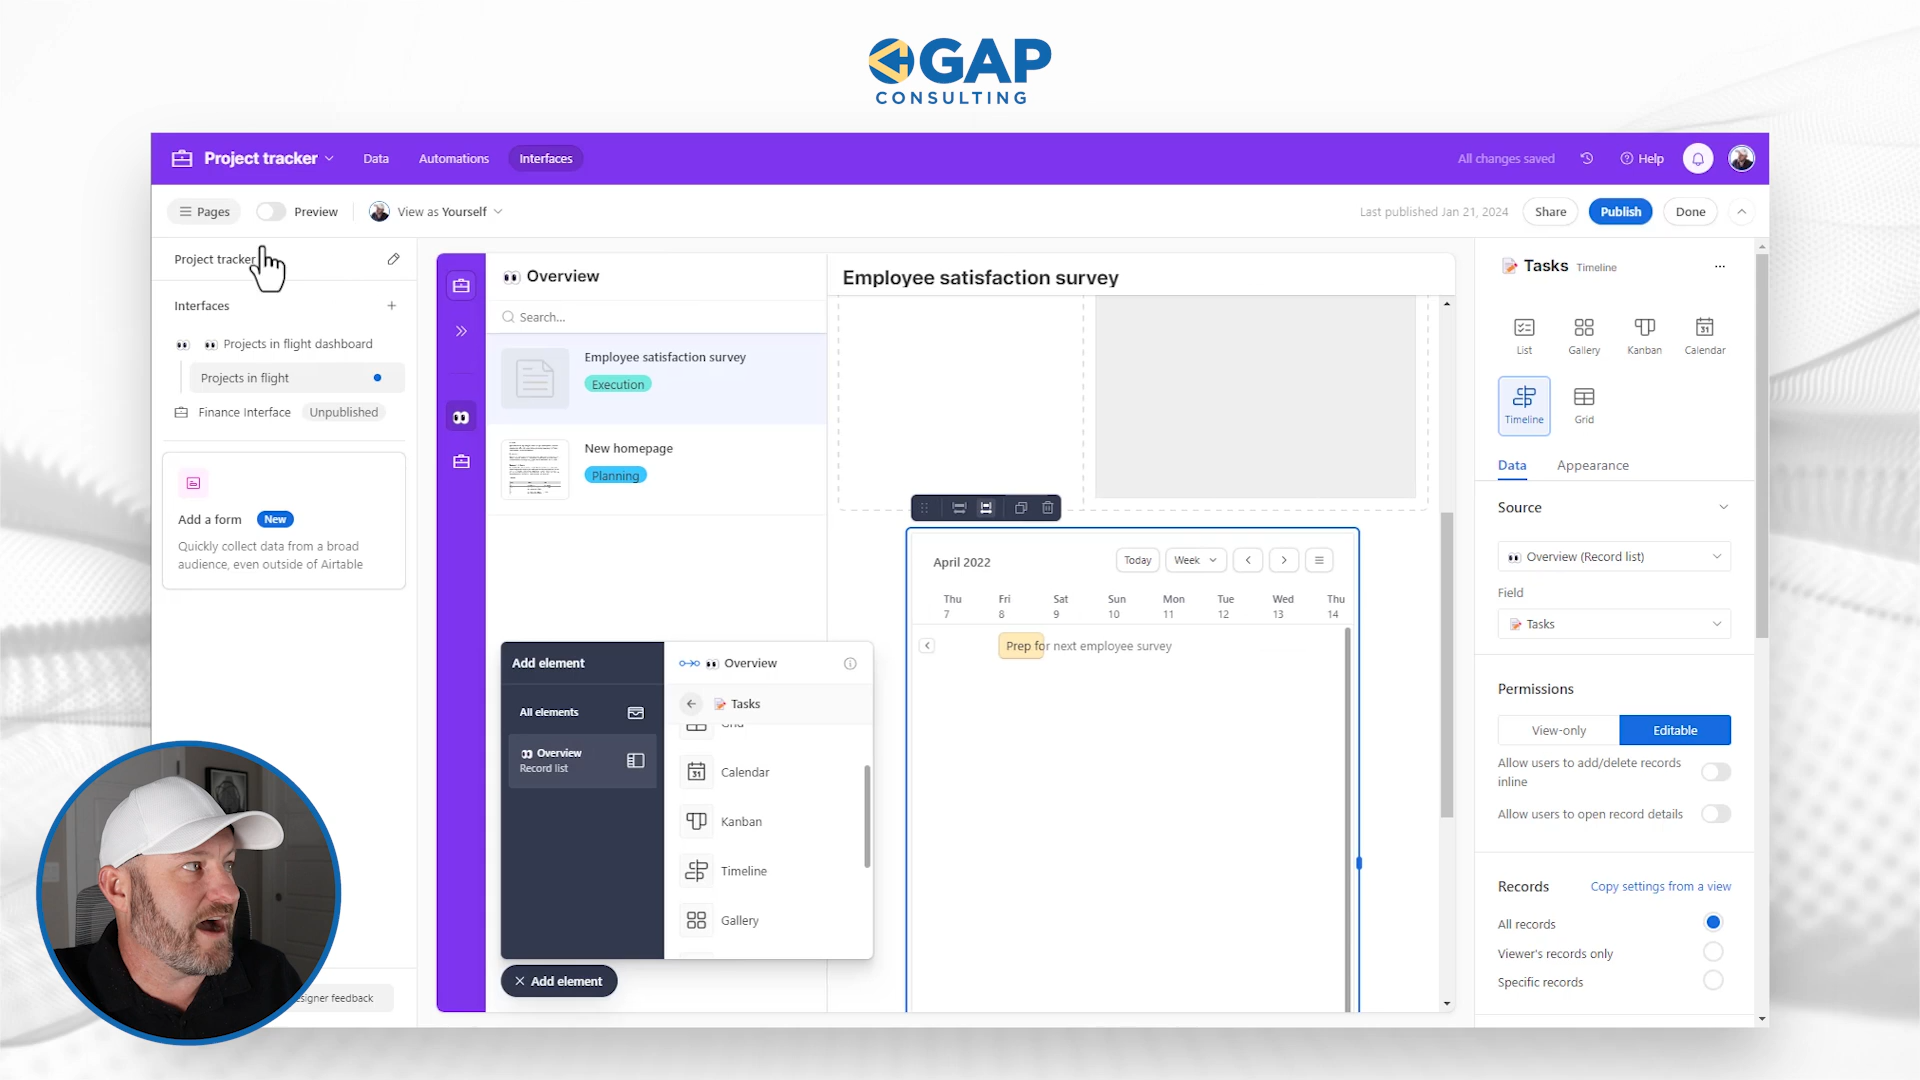 GAP
CONSULTING
Project tracker
Data
Automations
Interfaces
All changes saved
Help
Pages
Preview
View as Yourself
Last published Jan 21, 2024
Share
Publish
Done
Project tracker
Interfaces
Projects in flight dashboard
Projects in flight
Finance Interface
Unpublished
Add a form
New
Quickly collect data from a broad
audience, even outside of Airtable
esigner feedback
Overview
Search...
Employee satisfaction survey
Execution
New homepage
Planning
Employee satisfaction survey
April 2022
Today
Week
Thu
Fri
Sat
Sun
Mon
Tue
Wed
Thu
7
8
9
10
11
12
13
14
Prep for next employee survey
Add element
All elements
Overview
Record list
Overview
Tasks
Grid
31
Calendar
Kanban
Timeline
Gallery
Add element
Tasks
Timeline
List
Gallery
Kanban
31
Calendar
Timeline
Grid
Data
Appearance
Source
Overview (Record list)
Field
Tasks
Permissions
View-only
Editable
Allow users to add/delete records
inline
Allow users to open record details
Records
Copy settings from a view
All records
Viewer's records only
Specific records